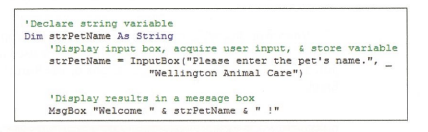 'Declare string variable
Dim strPetName As String
'Display input box, acquire user input, & store variable
strPetName = InputBox("Please enter the pet's name.", _
"Wellington Animal Care")
'Display results in a message box
MsgBox "Welcome " & strPetName & " !"